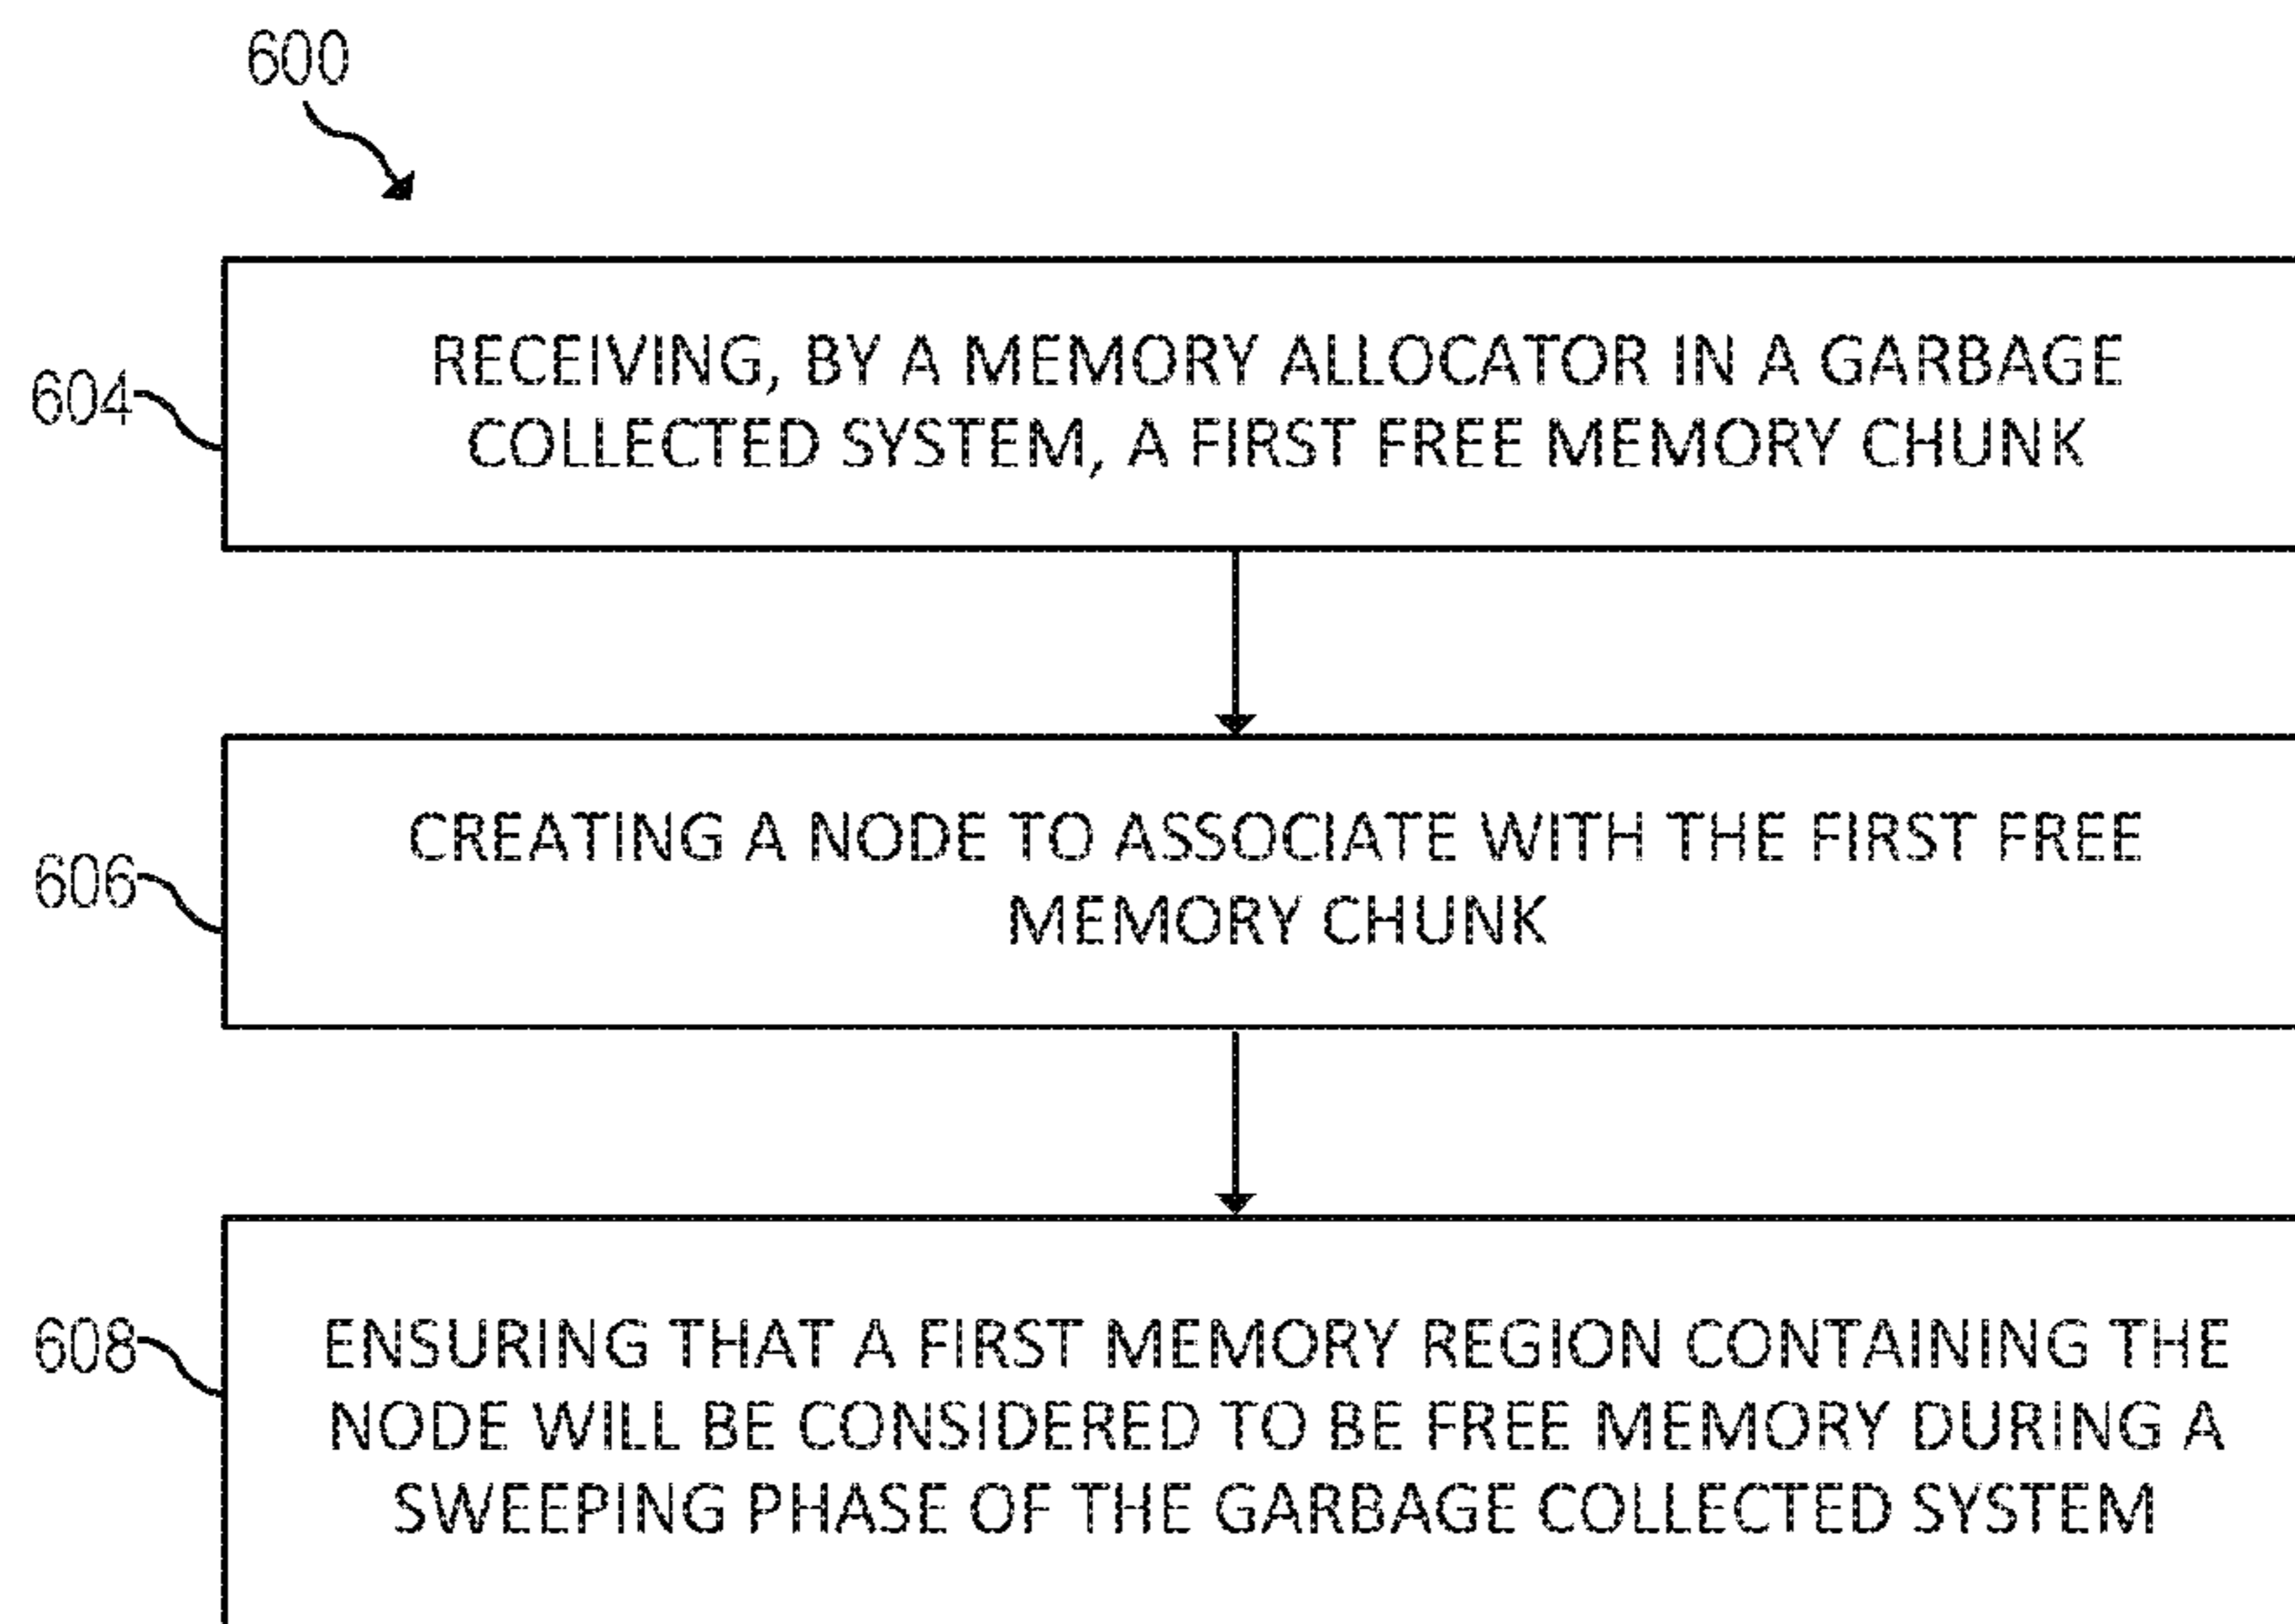 600
604
RECEIVING, BY A MEMORY ALLOCATOR IN A GARBAGE
COLLECTED SYSTEM, A FIRST FREE MEMORY CHUNK
606
CREATING A NODE TO ASSOCIATE WITH THE FIRST FREE
MEMORY CHUNK
608
ENSURING THAT A FIRST MEMORY REGION CONTAINING THE
NODE WILL BE CONSIDERED TO BE FREE MEMORY DURING A
SWEEPING PHASE OF THE GARBAGE COLLECTED SYSTEM